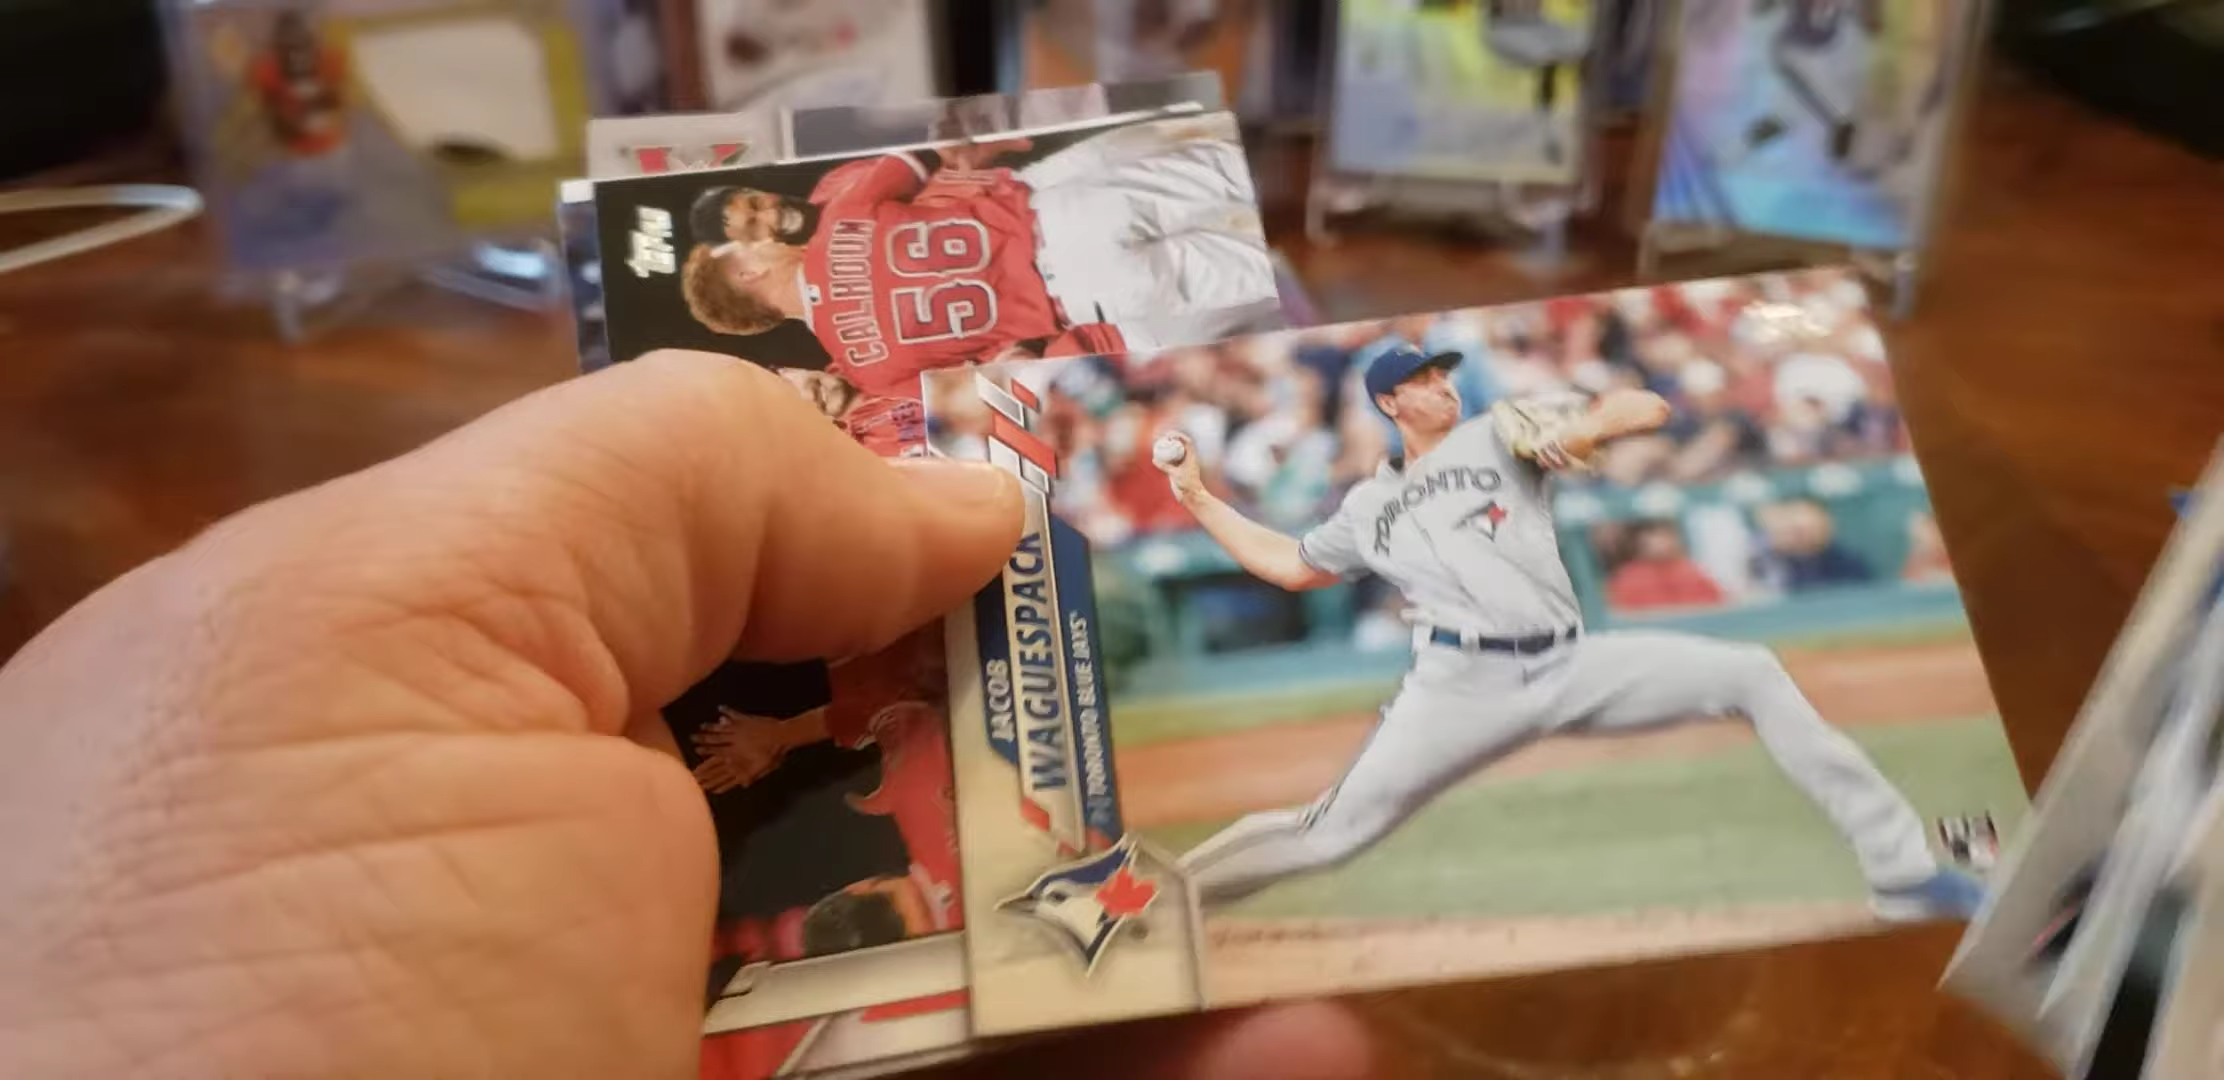 Topps
CALHOUN
56
JACOB
WAGUESPACK
TORONTO BLUE JAYS
TORONTO